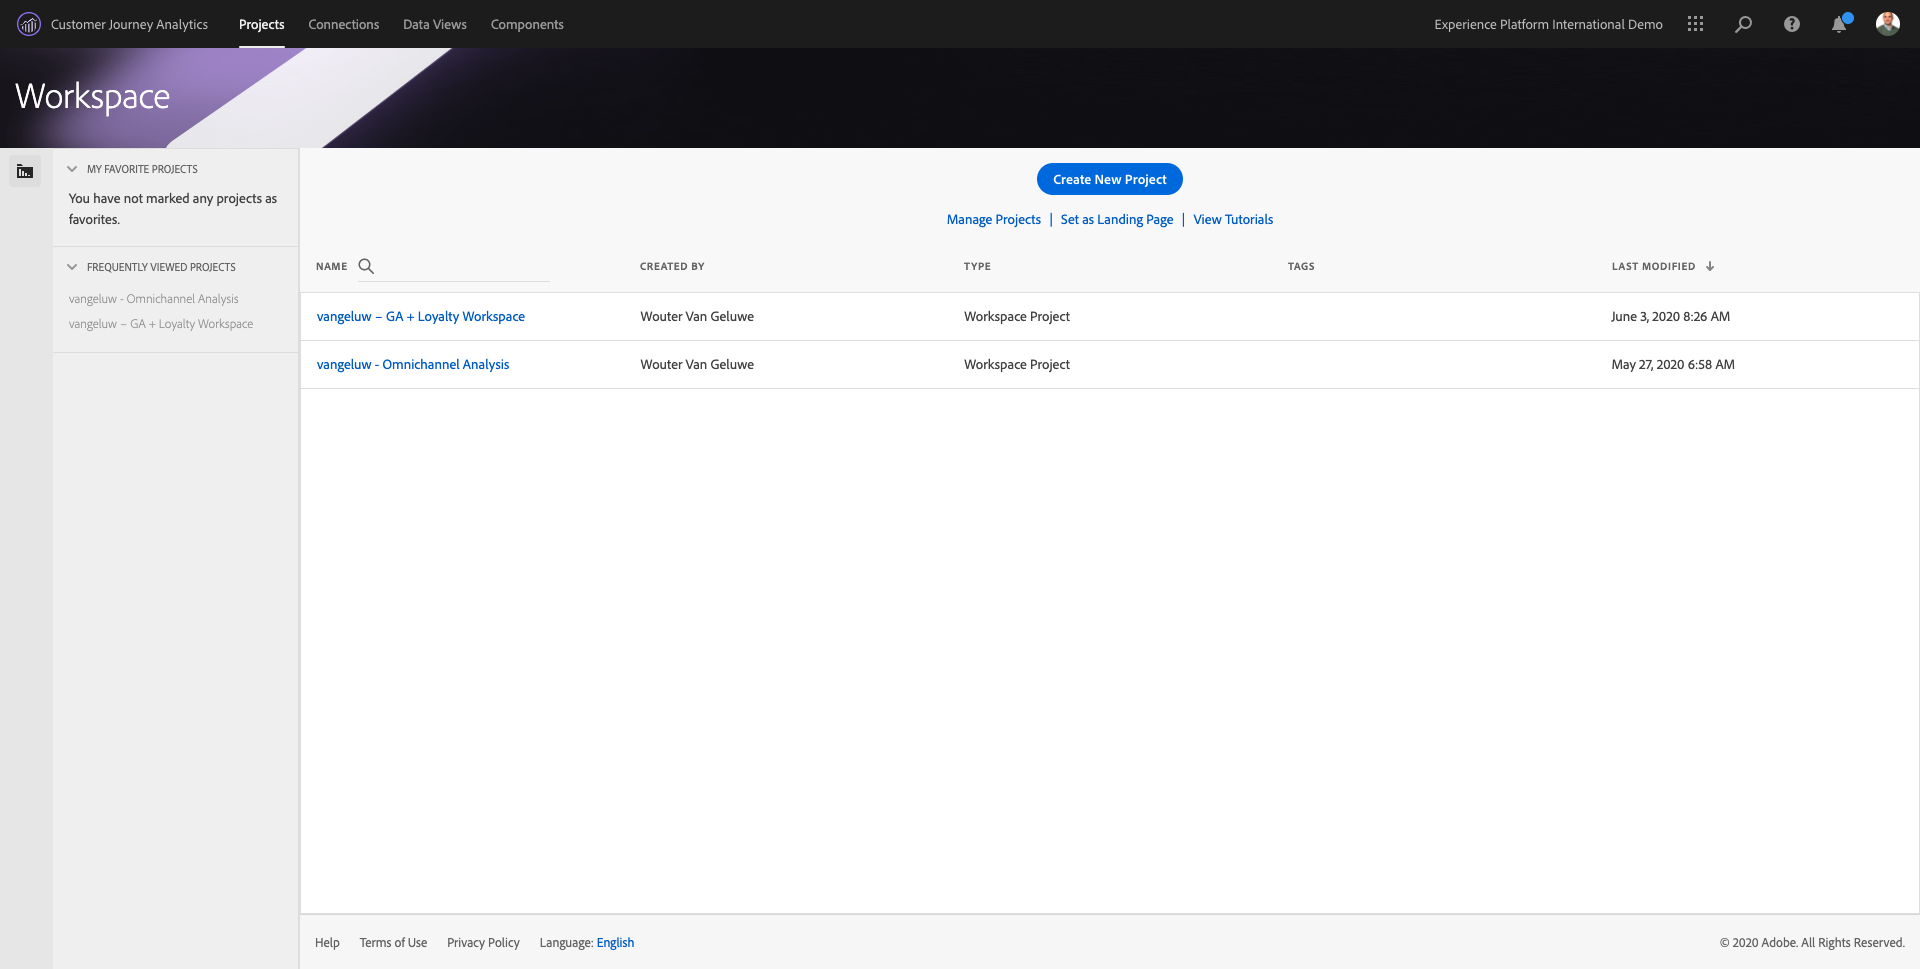 Customer Journey Analytics Projects Connections Data Views Components Experience Platform International Demo
Workspace
MY FAVORITE PROJECTS
You have not marked any projects as
favorites.
FREQUENTLY VIEWED PROJECTS
vangeluw - Omnichannel Analysis
vangeluw – GA + Loyalty Workspace
Create New Project
Manage Projects | Set as Landing Page | View Tutorials
NAME CREATED BY TYPE TAGS LAST MODIFIED
vangeluw – GA + Loyalty Workspace Wouter Van Geluwe Workspace Project June 3, 2020 8:26 AM
vangeluw - Omnichannel Analysis Wouter Van Geluwe Workspace Project May 27, 2020 6:58 AM
Help Terms of Use Privacy Policy Language: English © 2020 Adobe. All Rights Reserved.